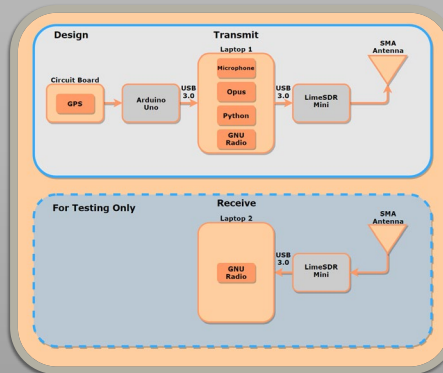 Design
Transmit
Laptop 1
Circuit Board
GPS
Arduino
Uno
USB
3.0
Microphone
Opus
Python
GNU
Radio
USB
3.0
LimeSDR
Mini
SMA
Antenna
For Testing Only
Receive
Laptop 2
GNU
Radio
USB
3.0
LimeSDR
Mini
SMA
Antenna